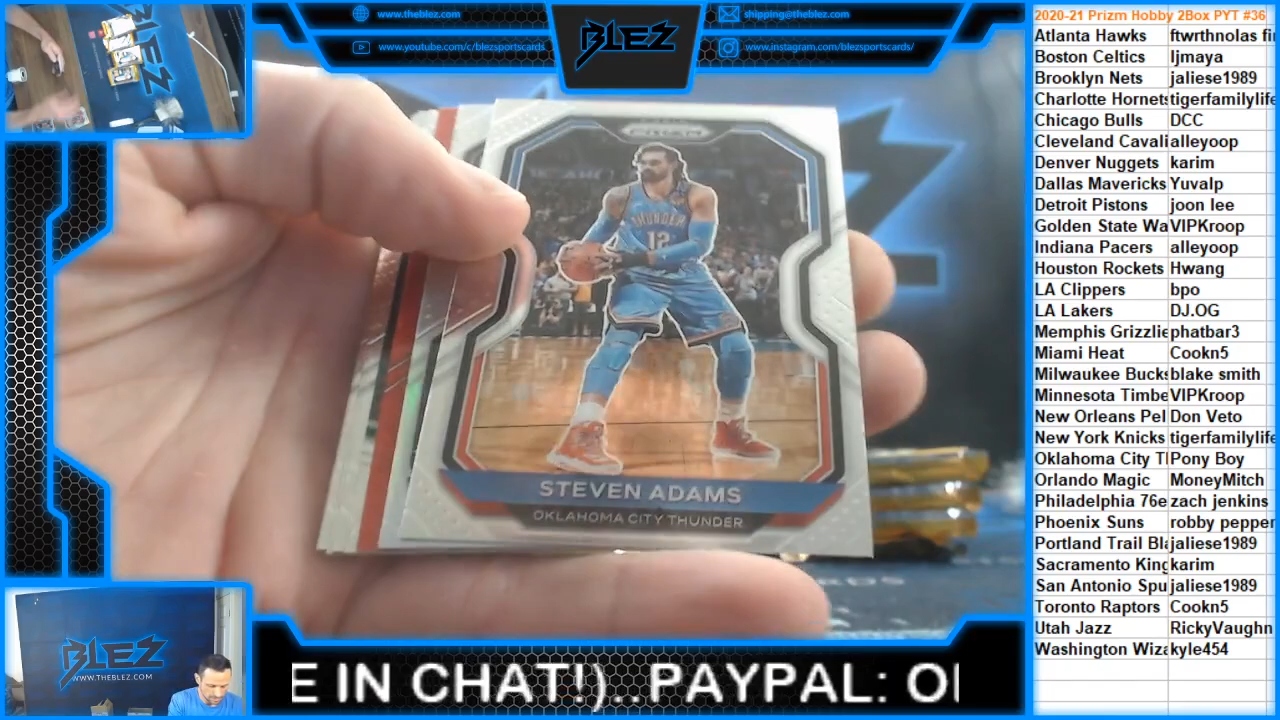 www.theblez.com
www.youtube.com/c/blezsportscards
BLEZ
shipping@theblez.com
www.instagram.com/blezsportscards/
2020-21 Prizm Hobby 2Box PYT #36
Atlanta Hawks ftwrthnolas fi
Boston Celtics ljmaya
Brooklyn Nets jaliese1989
Charlotte Hornets tigerfamilylife
Chicago Bulls DCC
Cleveland Cavali alleyoop
Denver Nuggets karim
Dallas Mavericks Yuvalp
Detroit Pistons joon lee
Golden State Wa VIPKroop
Indiana Pacers alleyoop
Houston Rockets Hwang
LA Clippers bpo
LA Lakers DJ.OG
Memphis Grizzlie phatbar3
Miami Heat Cookn5
Milwaukee Bucks blake smith
Minnesota Timbe VIPKroop
New Orleans Pel Don Veto
New York Knicks tigerfamilylife
Oklahoma City Tl Pony Boy
Orlando Magic MoneyMitch
Philadelphia 76e zach jenkins
Phoenix Suns robby pepper
Portland Trail Bla jaliese1989
Sacramento King karim
San Antonio Spu jaliese1989
Toronto Raptors Cookn5
Utah Jazz RickyVaughn
Washington Wiza kyle454
PRIZM
THUNDER
12
STEVEN ADAMS
OKLAHOMA CITY THUNDER
BLEZ
BLEZ
WWW.THEBLEZ.COM
E IN CHAT!)..PAYPAL: O